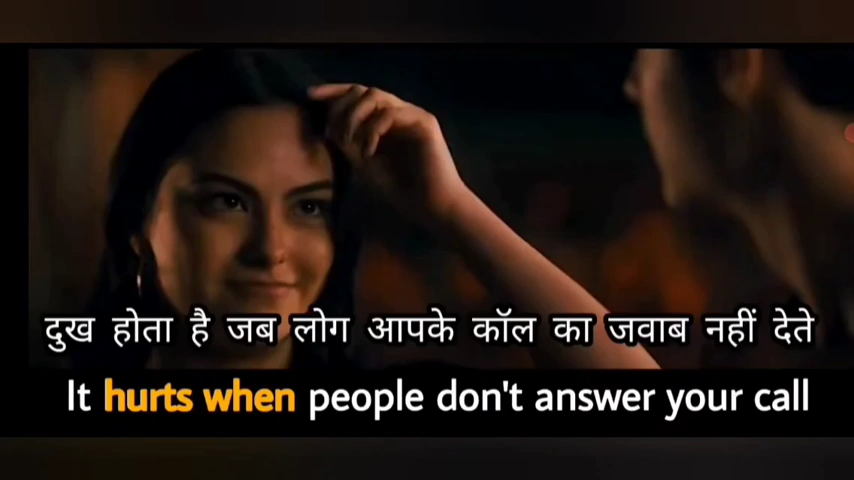 दुख होता है जब लोग आपके कॉल का जवाब नहीं देते
It hurts when people don't answer your call